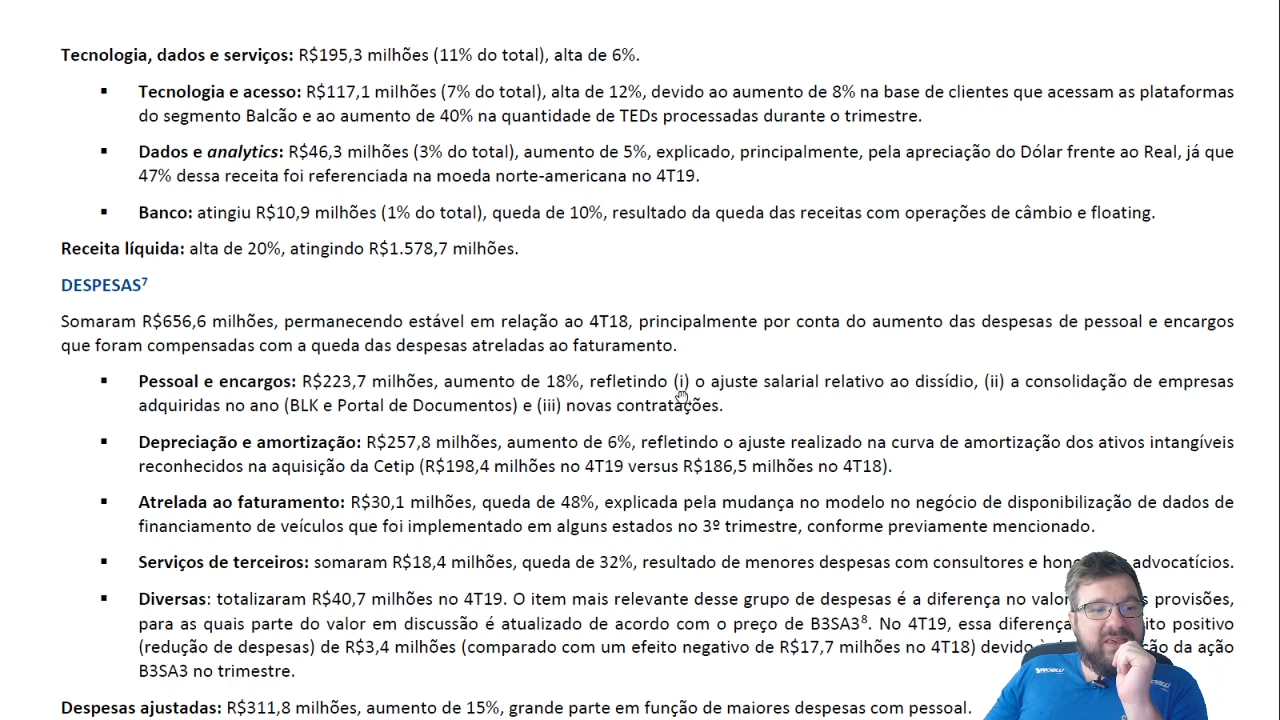 Tecnologia, dados e serviços: R$195,3 milhões (11% do total), alta de 6%.
▪ Tecnologia e acesso: R$117,1 milhões (7% do total), alta de 12%, devido ao aumento de 8% na base de clientes que acessam as plataformas
do segmento Balcão e ao aumento de 40% na quantidade de TEDs processadas durante o trimestre.
▪ Dados e analytics: R$46,3 milhões (3% do total), aumento de 5%, explicado, principalmente, pela apreciação do Dólar frente ao Real, já que
47% dessa receita foi referenciada na moeda norte-americana no 4T19.
▪ Banco: atingiu R$10,9 milhões (1% do total), queda de 10%, resultado da queda das receitas com operações de câmbio e floating.
Receita líquida: alta de 20%, atingindo R$1.578,7 milhões.
DESPESAS⁷
Somaram R$656,6 milhões, permanecendo estável em relação ao 4T18, principalmente por conta do aumento das despesas de pessoal e encargos
que foram compensadas com a queda das despesas atreladas ao faturamento.
▪ Pessoal e encargos: R$223,7 milhões, aumento de 18%, refletindo (i) o ajuste salarial relativo ao dissídio, (ii) a consolidação de empresas
adquiridas no ano (BLK e Portal de Documentos) e (iii) novas contratações.
▪ Depreciação e amortização: R$257,8 milhões, aumento de 6%, refletindo o ajuste realizado na curva de amortização dos ativos intangíveis
reconhecidos na aquisição da Cetip (R$198,4 milhões no 4T19 versus R$186,5 milhões no 4T18).
▪ Atrelada ao faturamento: R$30,1 milhões, queda de 48%, explicada pela mudança no modelo no negócio de disponibilização de dados de
financiamento de veículos que foi implementado em alguns estados no 3º trimestre, conforme previamente mencionado.
▪ Serviços de terceiros: somaram R$18,4 milhões, queda de 32%, resultado de menores despesas com consultores e advocatícios.
▪ Diversas: totalizaram R$40,7 milhões no 4T19. O item mais relevante desse grupo de despesas é a diferença no valor provisões,
para as quais parte do valor em discussão é atualizado de acordo com o preço de B3SA3⁸. No 4T19, essa positivo
(redução de despesas) de R$3,4 milhões (comparado com um efeito negativo de R$17,7 milhões no 4T18) da ação
B3SA3 no trimestre.
Despesas ajustadas: R$311,8 milhões, aumento de 15%, grande parte em função de maiores despesas com pessoal.